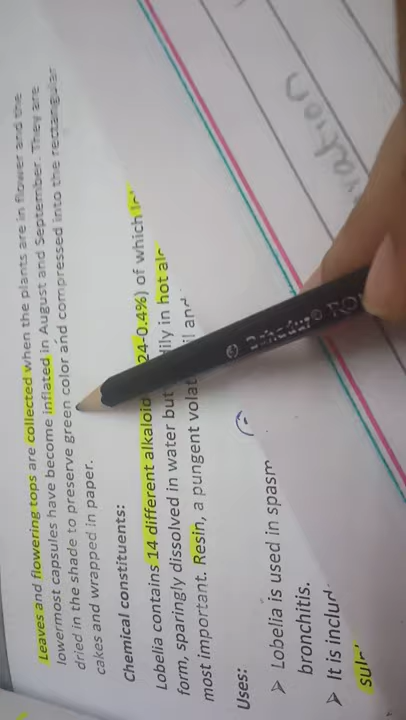 Leaves and flowering tops are collected when the plants are in flower and the
lowermost capsules have become inflated in August and September. They are
dried in the shade to preserve green color and compressed into the rectangular
cakes and wrapped in paper.
Chemical constituents:
Lobelia contains 14 different alkaloid 24-0.4%) of which
form, sparingly dissolved in water but in hot
most important. Resin, a pungent volat and
Uses:
➤ Lobelia is used in spasm
bronchitis.
➤ It is includ